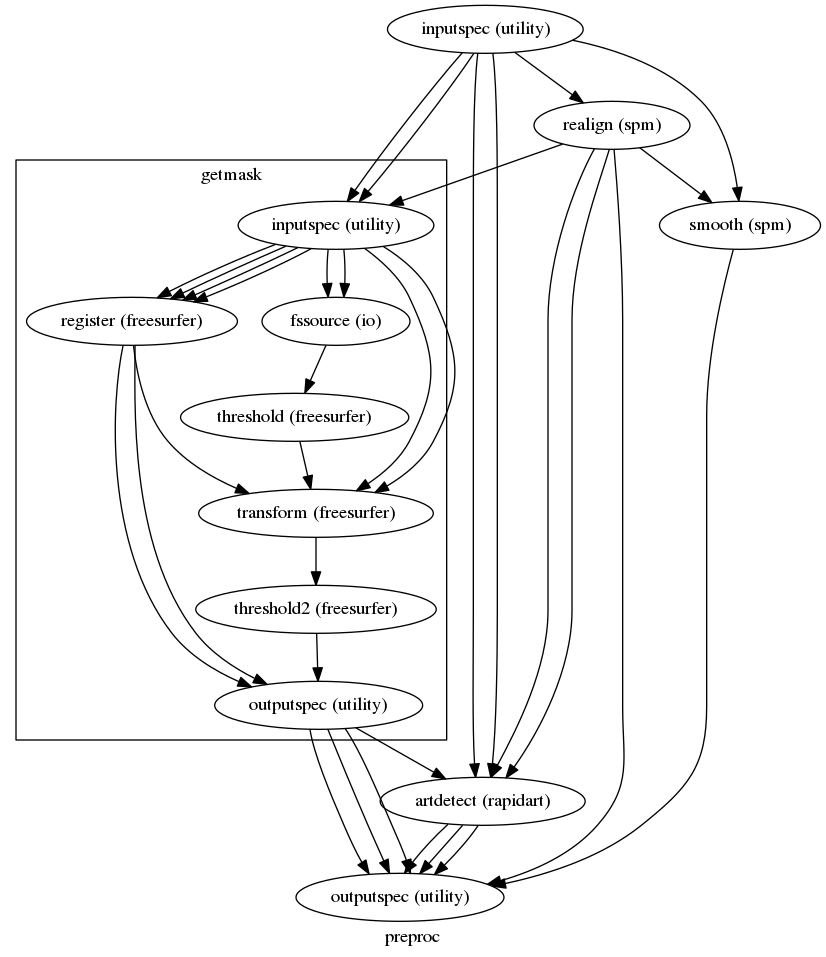 inputspec (utility)
realign (spm)
getmask
inputspec (utility)
smooth (spm)
register (freesurfer)
fssource (io)
threshold (freesurfer)
transform (freesurfer)
threshold2 (freesurfer)
outputspec (utility)
artdetect (rapidart)
outputspec (utility)
preproc